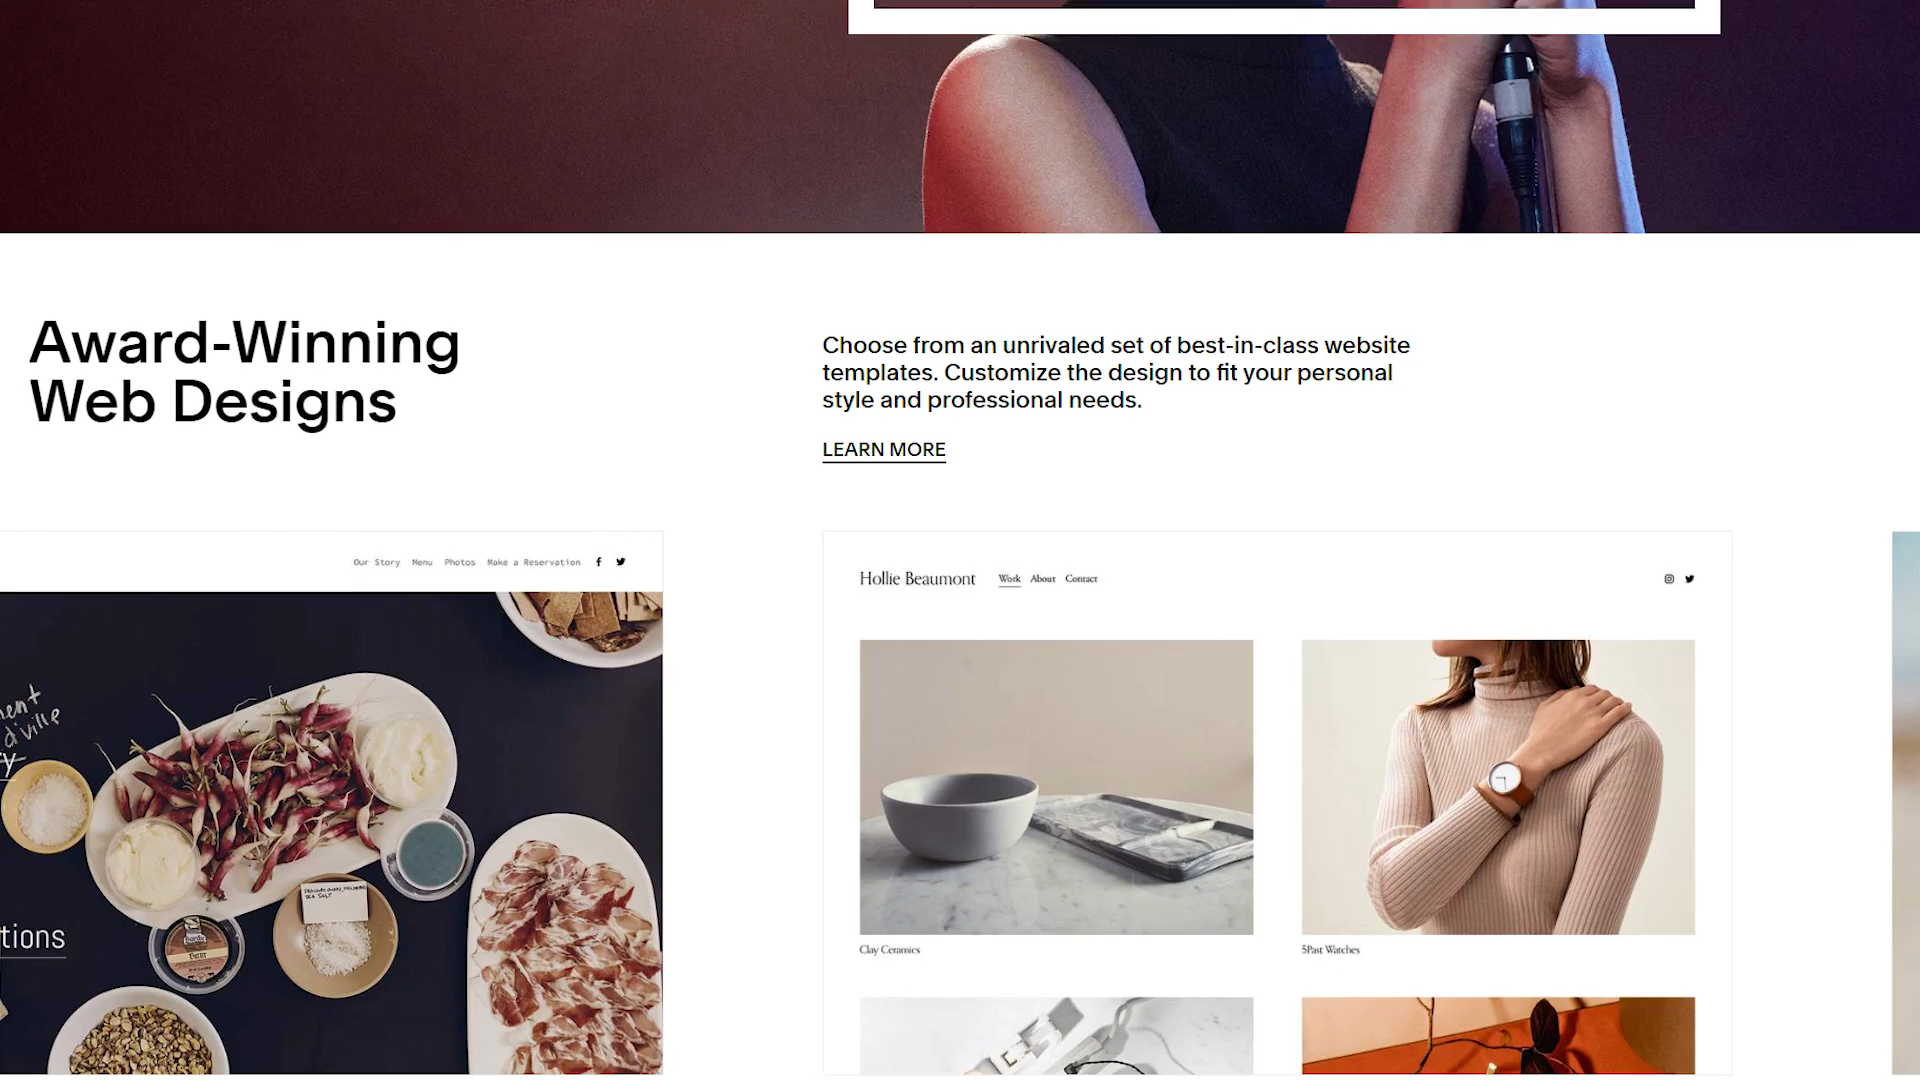 Award-Winning
Web Designs
Choose from an unrivaled set of best-in-class website
templates. Customize the design to fit your personal
style and professional needs.
LEARN MORE
Our Story Menu Photos Make a Reservation
tions
Hollie Beaumont Work About Contact
Clay Ceramics
5Past Watches